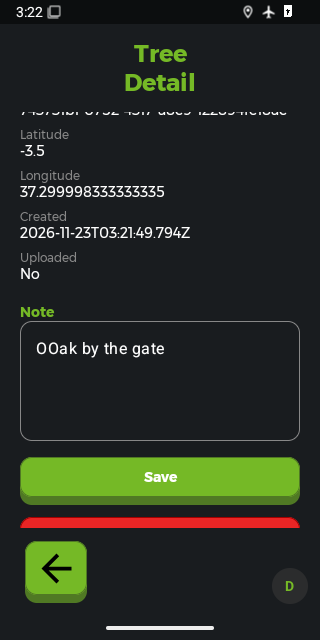 3:22
Tree
Detail
Latitude
-3.5
Longitude
37.299998333333335
Created
2026-11-23T03:21:49.794Z
Uploaded
No
Note
OOak by the gate
Save
D